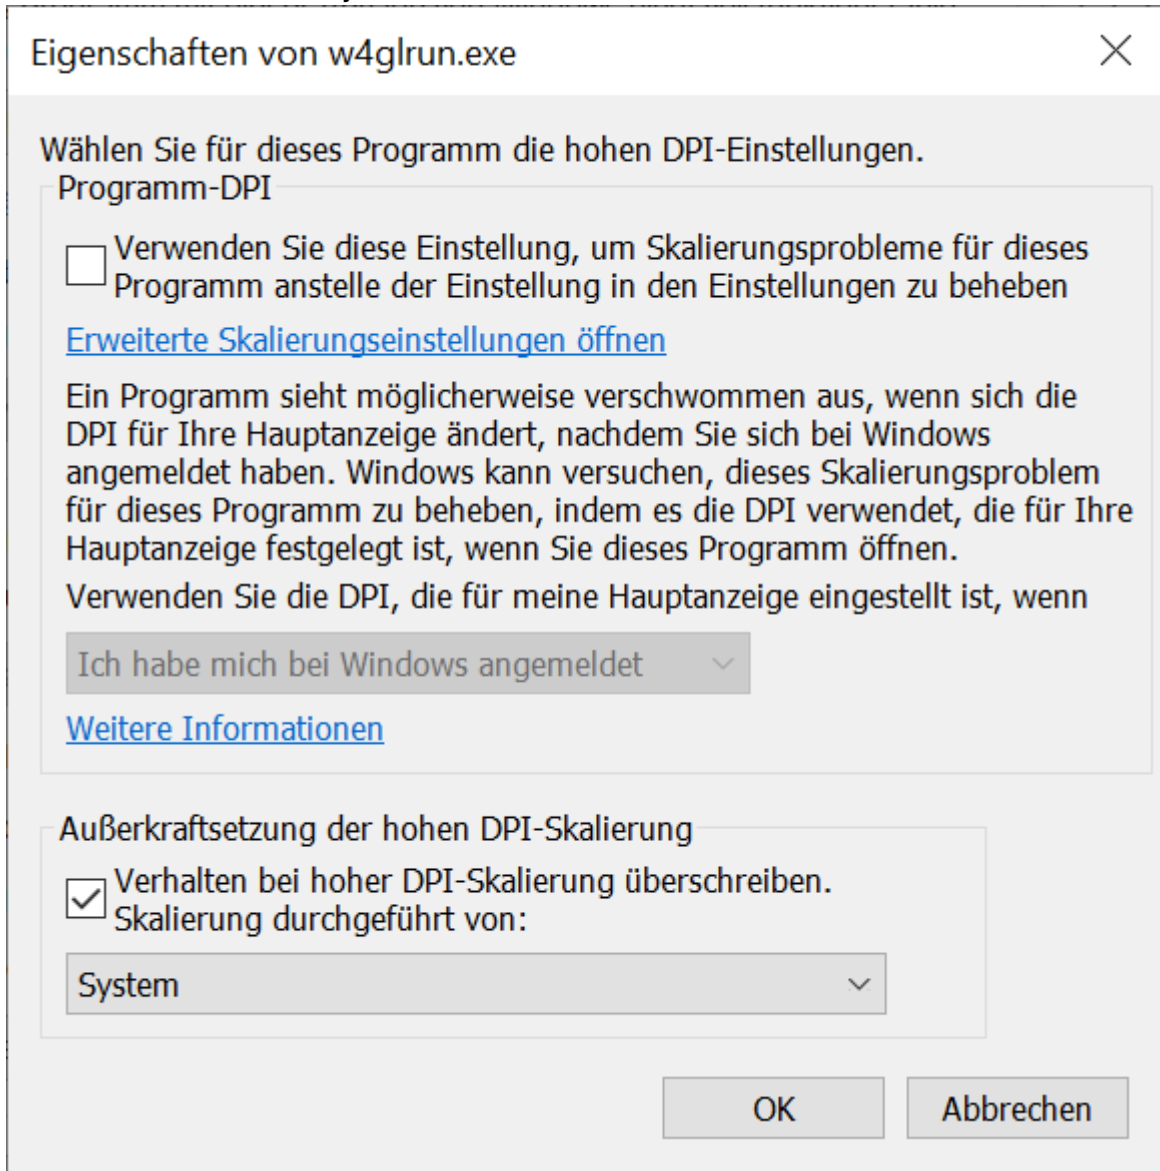 Eigenschaften von w4glrun.exe
Wählen Sie für dieses Programm die hohen DPI-Einstellungen.
Programm-DPI
Verwenden Sie diese Einstellung, um Skalierungsprobleme für dieses
Programm anstelle der Einstellung in den Einstellungen zu beheben
Erweiterte Skalierungseinstellungen öffnen
Ein Programm sieht möglicherweise verschwommen aus, wenn sich die
DPI für Ihre Hauptanzeige ändert, nachdem Sie sich bei Windows
angemeldet haben. Windows kann versuchen, dieses Skalierungsproblem
für dieses Programm zu beheben, indem es die DPI verwendet, die für Ihre
Hauptanzeige festgelegt ist, wenn Sie dieses Programm öffnen.
Verwenden Sie die DPI, die für meine Hauptanzeige eingestellt ist, wenn
Ich habe mich bei Windows angemeldet
Weitere Informationen
Außerkraftsetzung der hohen DPI-Skalierung
Verhalten bei hoher DPI-Skalierung überschreiben.
Skalierung durchgeführt von:
System
OK
Abbrechen